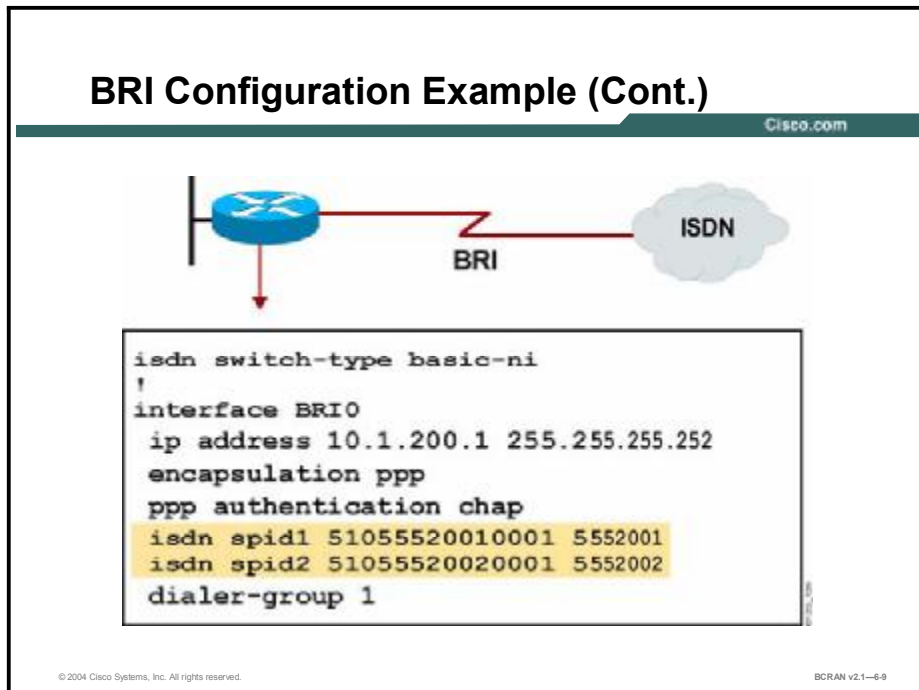 BRI Configuration Example (Cont.)
Cisco.com
ISDN
BRI
isdn switch-type basic-ni
!
interface BRI0
ip address 10.1.200.1 255.255.255.252
encapsulation ppp
ppp authentication chap
isdn spid1 51055520010001 5552001
isdn spid2 51055520020001 5552002
dialer-group 1
© 2004 Cisco Systems, Inc. All rights reserved.
BCRAN v2.1—6-9